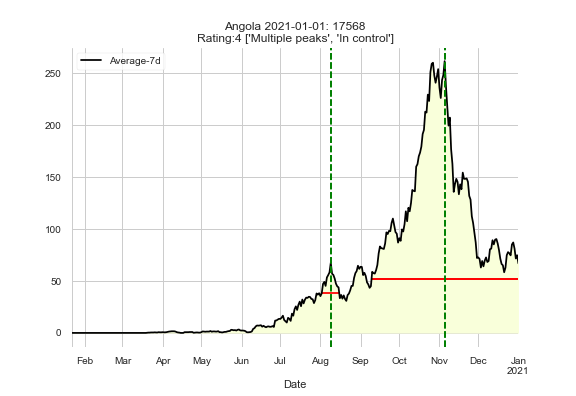 Angola 2021-01-01: 17568
Rating:4 ['Multiple peaks', 'In control']
Average-7d
250
200
150
100
50
0
Feb Mar Apr May Jun Jul Aug Sep Oct Nov Dec Jan
2021
Date